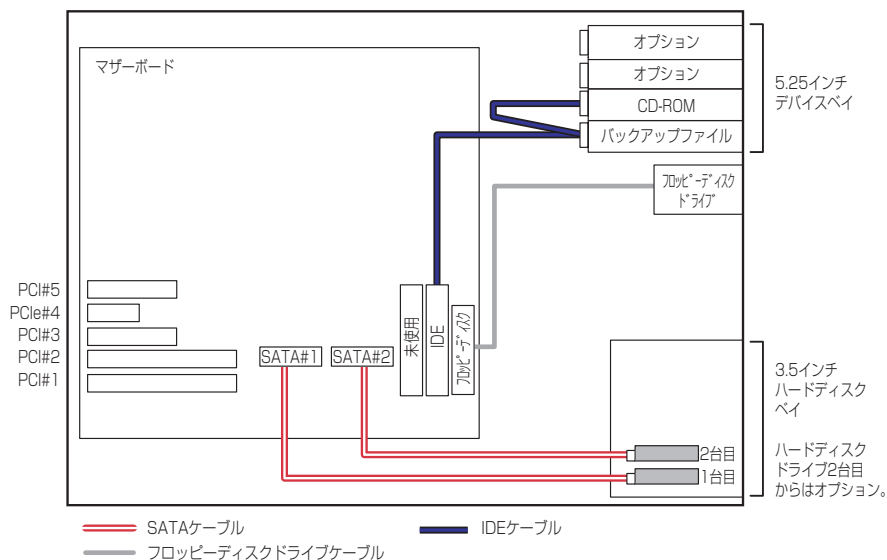 マザーボード
オプション
オプション
CD-ROM
バックアップファイル
5.25インチ
デバイスベイ
フロッピーディスク
ドライブ
PCI#5
PCIe#4
PCI#3
PCI#2
PCI#1
SATA#1
SATA#2
未使用
IDE
フロッピーディスク
3.5インチ
ハードディスク
ベイ
2台目
1台目
ハードディスク
ドライブ2台目
からはオプション。
SATAケーブル
IDEケーブル
フロッピーディスクドライブケーブル